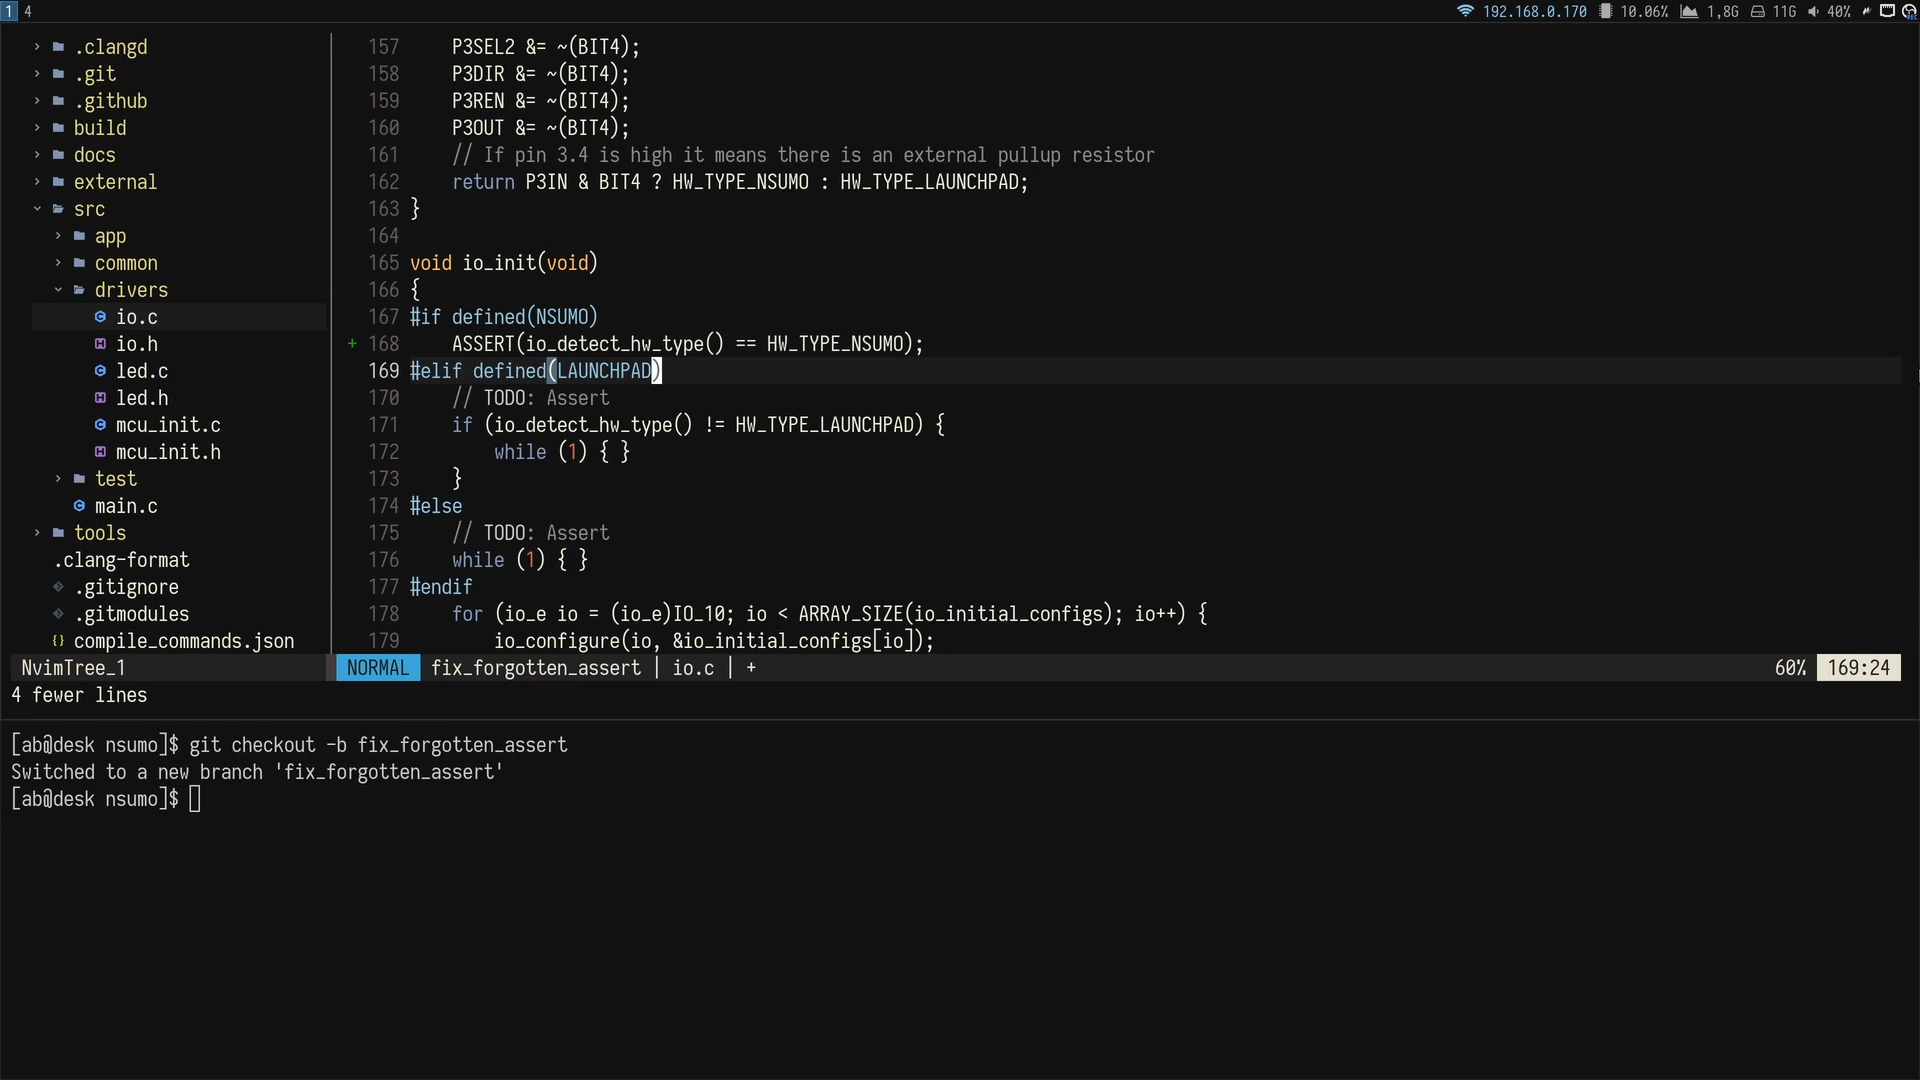 1 4 192.168.0.170 10.06% 1,8G 11G 40%
.clangd
.git
.github
build
docs
external
src
app
common
drivers
io.c
io.h
led.c
led.h
mcu_init.c
mcu_init.h
test
main.c
tools
.clang-format
.gitignore
.gitmodules
{} compile_commands.json
157 P3SEL2 &= ~(BIT4);
158 P3DIR &= ~(BIT4);
159 P3REN &= ~(BIT4);
160 P3OUT &= ~(BIT4);
161 // If pin 3.4 is high it means there is an external pullup resistor
162 return P3IN & BIT4 ? HW_TYPE_NSUMO : HW_TYPE_LAUNCHPAD;
163 }
164
165 void io_init(void)
166 {
167 #if defined(NSUMO)
+ 168 ASSERT(io_detect_hw_type() == HW_TYPE_NSUMO);
169 #elif defined(LAUNCHPAD)
170 // TODO: Assert
171 if (io_detect_hw_type() != HW_TYPE_LAUNCHPAD) {
172 while (1) { }
173 }
174 #else
175 // TODO: Assert
176 while (1) { }
177 #endif
178 for (io_e io = (io_e)IO_10; io < ARRAY_SIZE(io_initial_configs); io++) {
179 io_configure(io, &io_initial_configs[io]);
NvimTree_1 NORMAL fix_forgotten_assert | io.c | + 60% 169:24
4 fewer lines
[ab@desk nsumo]$ git checkout -b fix_forgotten_assert
Switched to a new branch 'fix_forgotten_assert'
[ab@desk nsumo]$